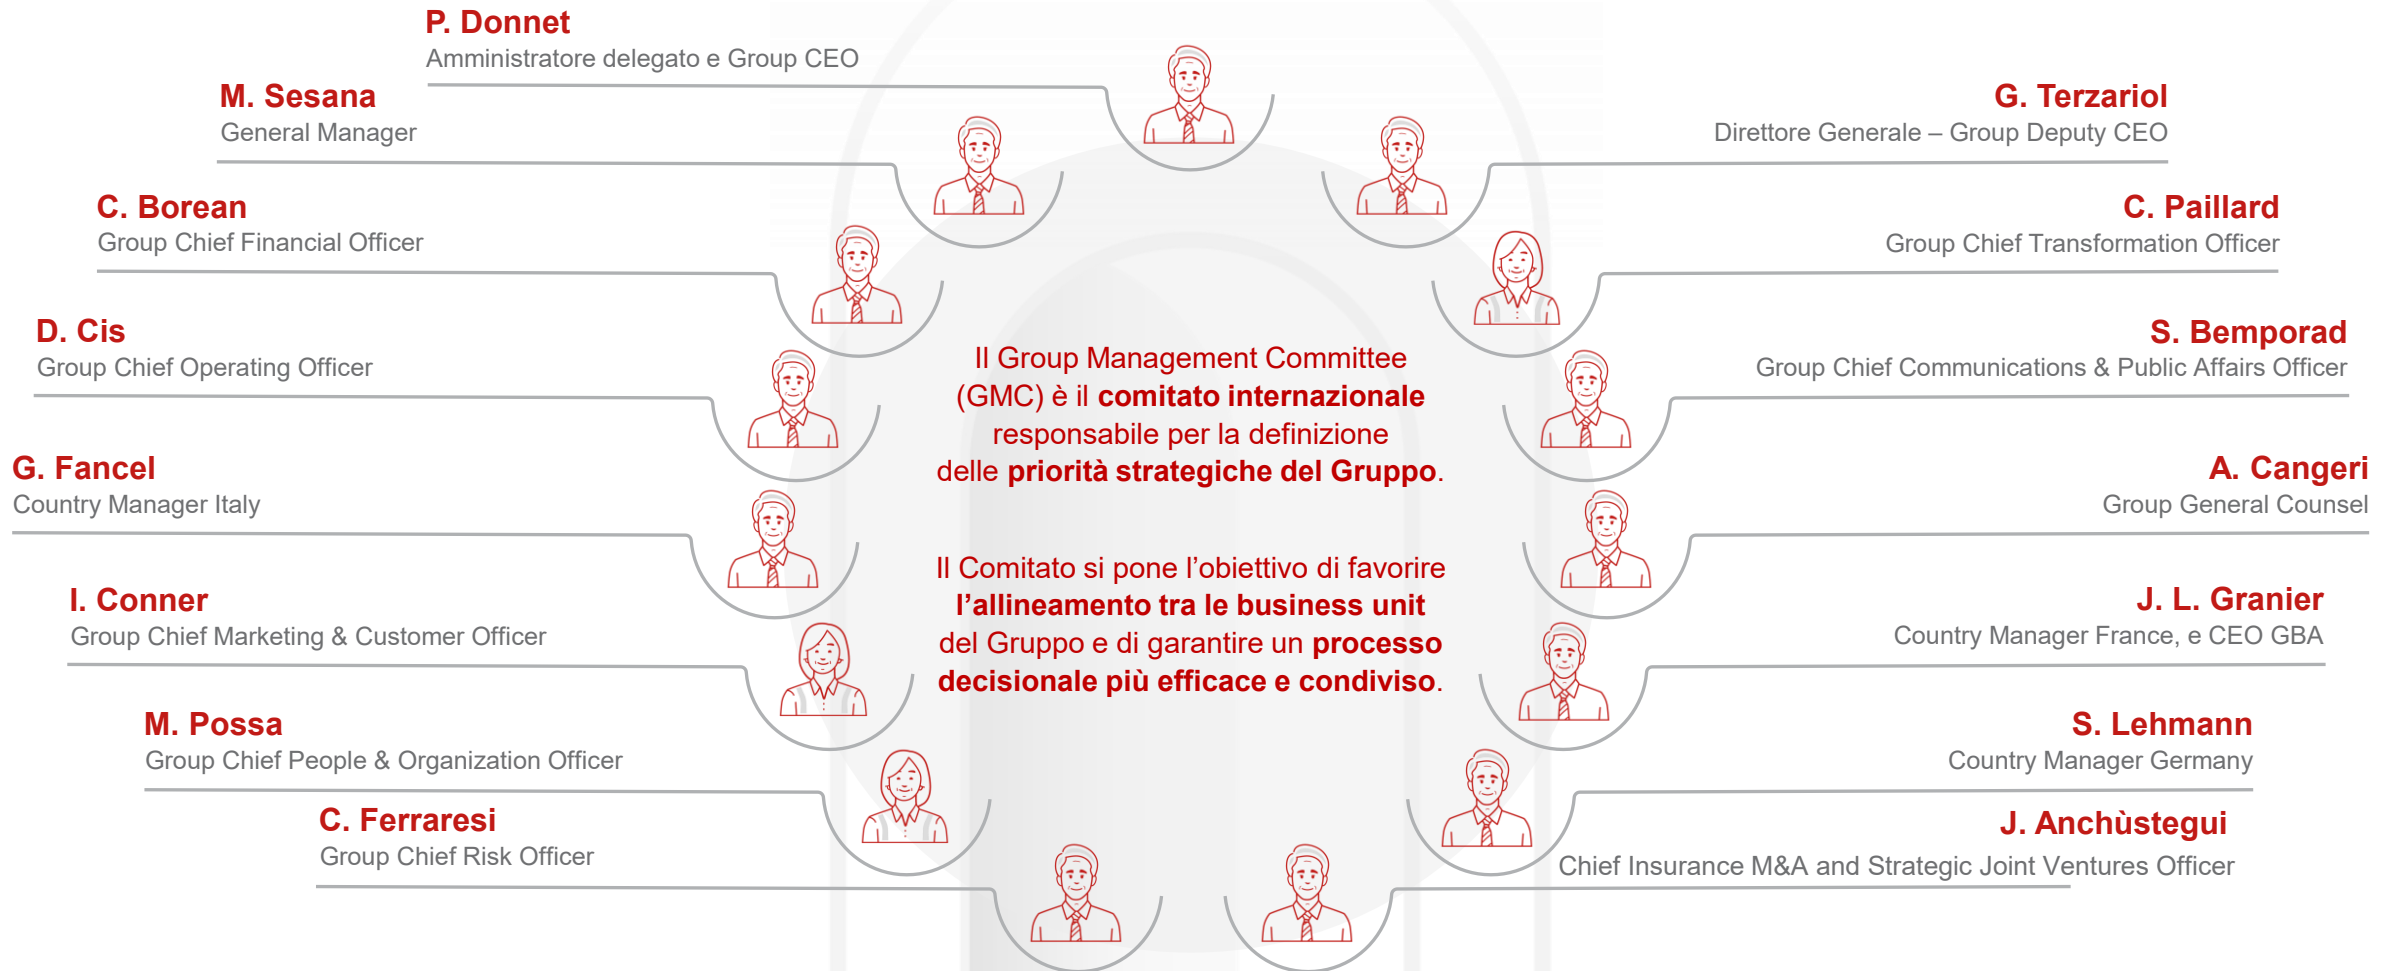 P. Donnet
Amministratore delegato e Group CEO
M. Sesana
General Manager
C. Borean
Group Chief Financial Officer
D. Cis
Group Chief Operating Officer
G. Fancel
Country Manager Italy
I. Conner
Group Chief Marketing & Customer Officer
M. Possa
Group Chief People & Organization Officer
C. Ferraresi
Group Chief Risk Officer
Il Group Management Committee
(GMC) è il comitato internazionale
responsabile per la definizione
delle priorità strategiche del Gruppo.
Il Comitato si pone l’obiettivo di favorire
l’allineamento tra le business unit
del Gruppo e di garantire un processo
decisionale più efficace e condiviso.
G. Terzariol
Direttore Generale – Group Deputy CEO
C. Paillard
Group Chief Transformation Officer
S. Bemporad
Group Chief Communications & Public Affairs Officer
A. Cangeri
Group General Counsel
J. L. Granier
Country Manager France, e CEO GBA
S. Lehmann
Country Manager Germany
J. Anchùstegui
Chief Insurance M&A and Strategic Joint Ventures Officer